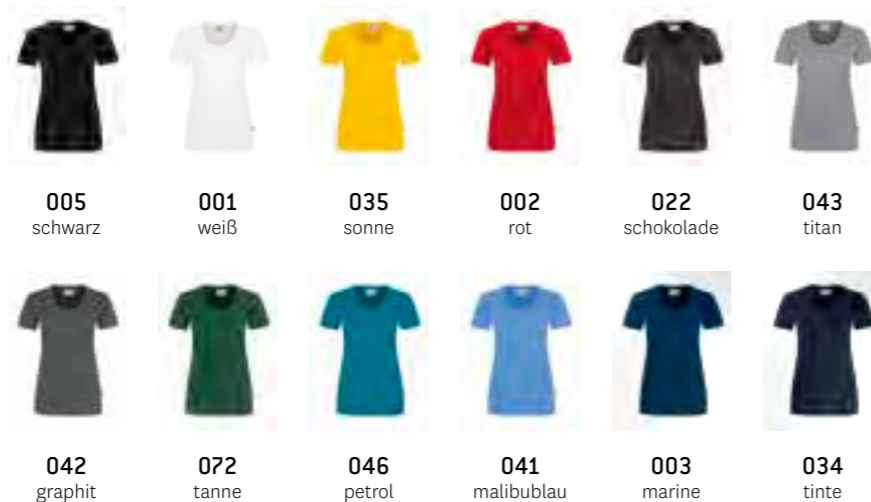 005 001 035 002 022 043
schwarz weiß sonne rot schokolade titan
042 072 046 041 003 034
graphit tanne petrol malibublau marine tinte